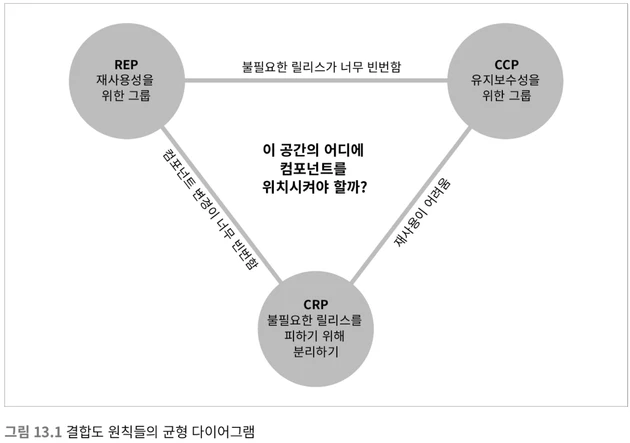 REP
재사용성을
위한 그룹
불필요한 릴리스가 너무 빈번함
CCP
유지보수성을
위한 그룹
이 공간의 어디에
컴포넌트를
위치시켜야 할까?
컴포넌트 변경이 너무 빈번함
재사용이 어려움
CRP
불필요한 릴리스를
피하기 위해
분리하기
그림 13.1 결합도 원칙들의 균형 다이어그램